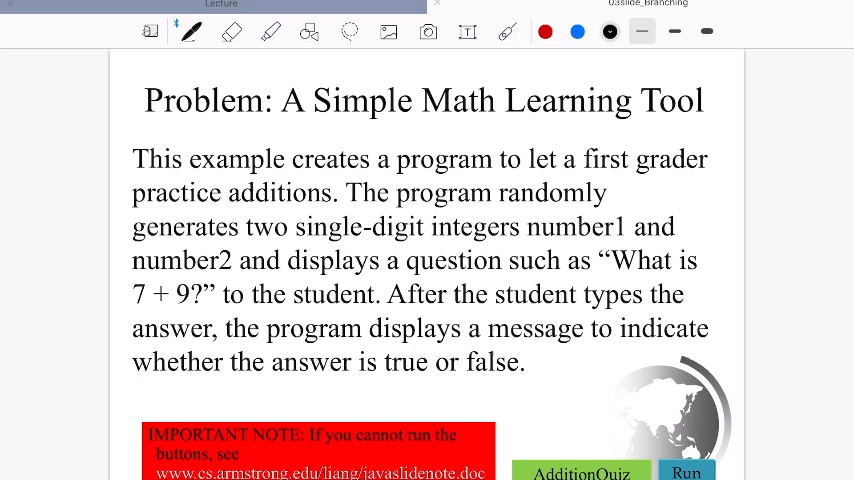 Lecture
03slide_Branching
T
Problem: A Simple Math Learning Tool
This example creates a program to let a first grader
practice additions. The program randomly
generates two single-digit integers number1 and
number2 and displays a question such as “What is
7 + 9?” to the student. After the student types the
answer, the program displays a message to indicate
whether the answer is true or false.
IMPORTANT NOTE: If you cannot run the
buttons, see
www.cs.armstrong.edu/liang/javaslidenote.doc
AdditionQuiz
Run